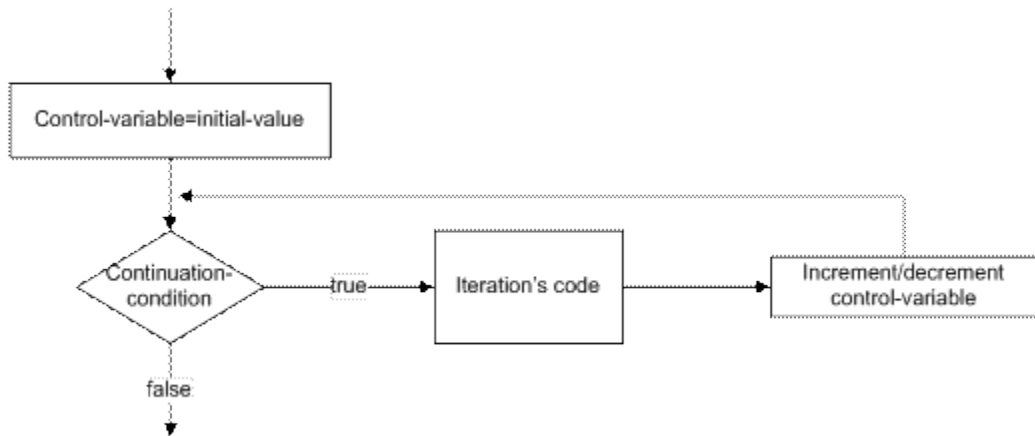 Control-variable=initial-value
Continuation-
condition
true
Iteration's code
Increment/decrement
control-variable
false